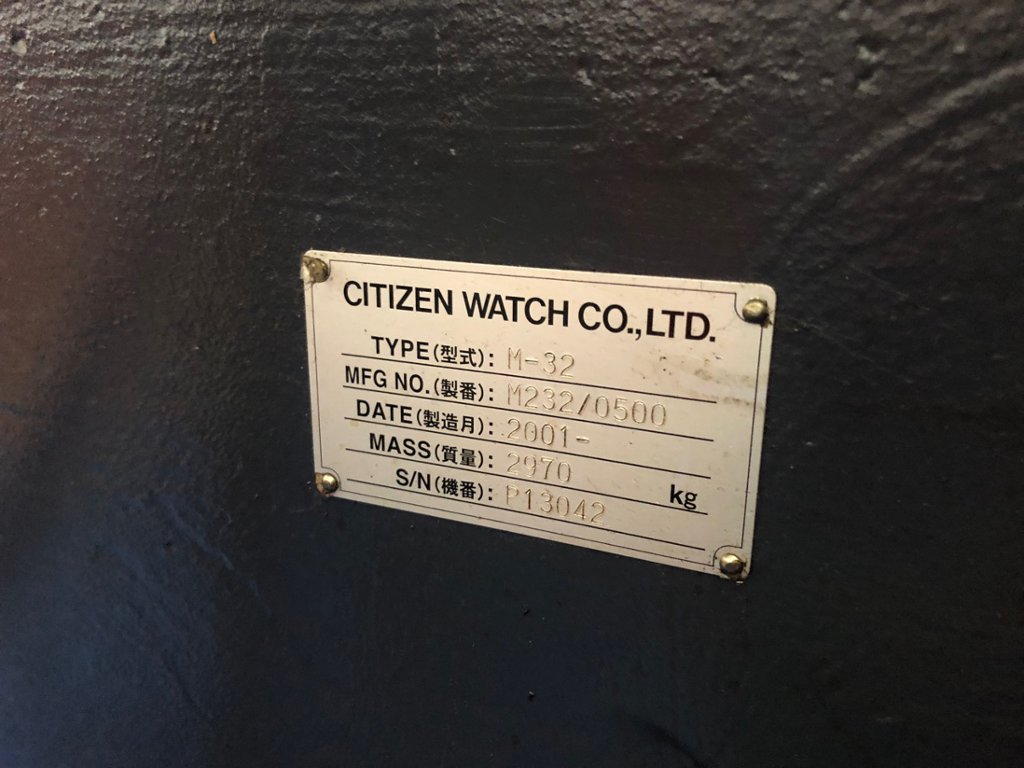 CITIZEN WATCH CO.,LTD.
TYPE(型式): M-32
MFG NO.(製番): M232/0500
DATE(製造月): 2001-
MASS(質量): 2970 kg
S/N(機番): P13042